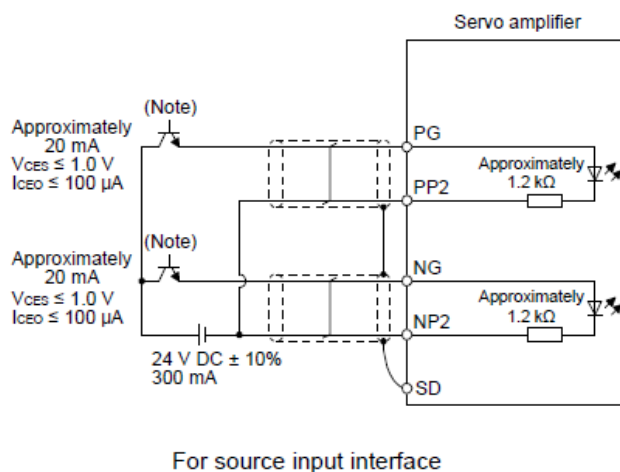 Servo amplifier
(Note)
Approximately
20 mA
VCES ≤ 1.0 V
ICEO ≤ 100 µA
PG
Approximately
1.2 kΩ
PP2
(Note)
Approximately
20 mA
VCES ≤ 1.0 V
ICEO ≤ 100 µA
NG
Approximately
1.2 kΩ
NP2
24 V DC ± 10%
300 mA
SD
For source input interface